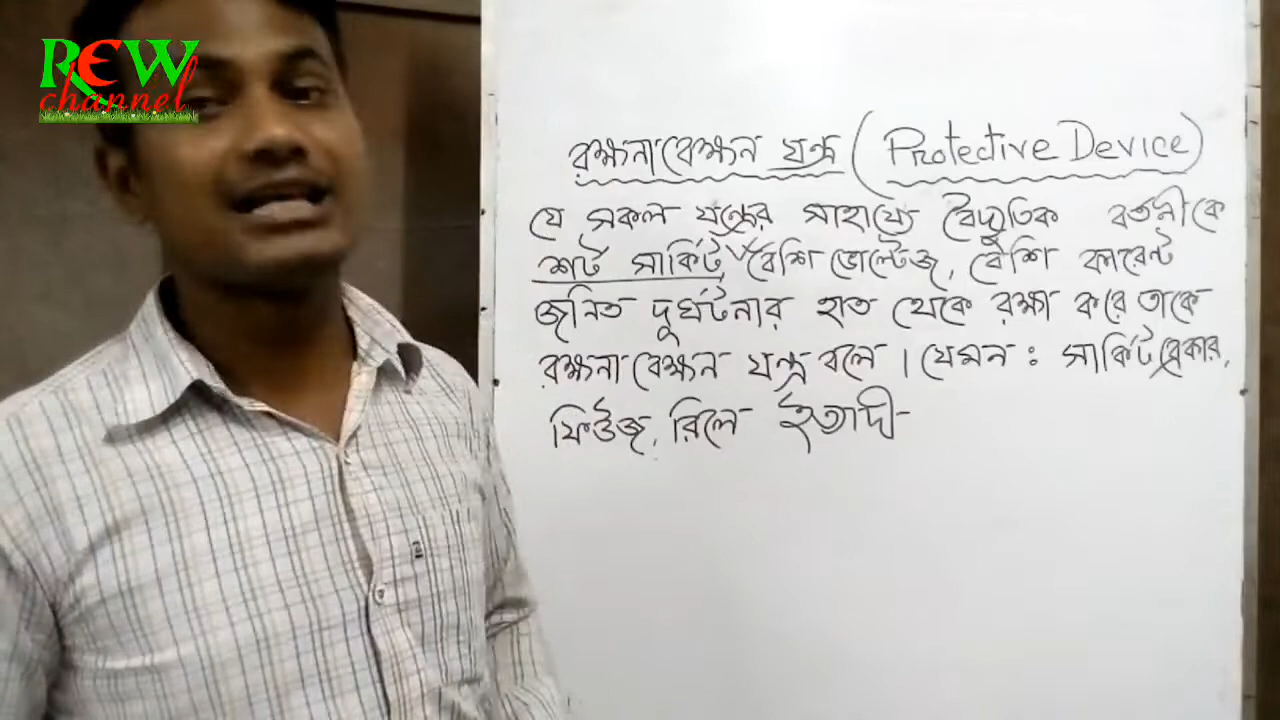 REW
channel
রক্ষনাবেক্ষন যন্ত্র (Protective Device)
যে সকল যন্ত্রের সাহায্যে বৈদ্যুতিক বর্তনীকে
শর্ট সার্কিট, বেশি ভোল্টেজ, বেশি কারেন্ট
জনিত দুর্ঘটনার হাত থেকে রক্ষা করে তাকে
রক্ষনাবেক্ষন যন্ত্র বলে । যেমন : সার্কিট ব্রেকার,
ফিউজ, রিলে ইত্যাদী